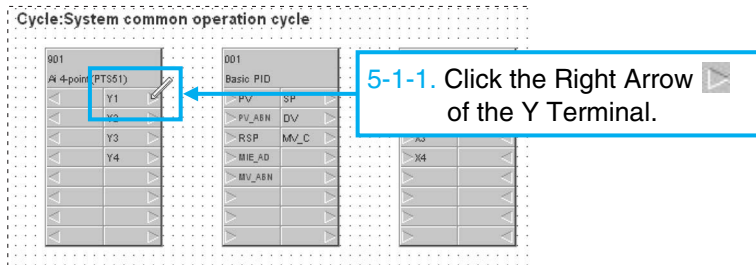 Cycle:System common operation cycle
901
Ai 4-point(PTS51)
Y1
Y2
Y3
Y4
001
Basic PID
PV SP
PV_ABN DV
RSP MV_C
MIE_AD
MV_ABN
5-1-1. Click the Right Arrow
of the Y Terminal.
X3
X4